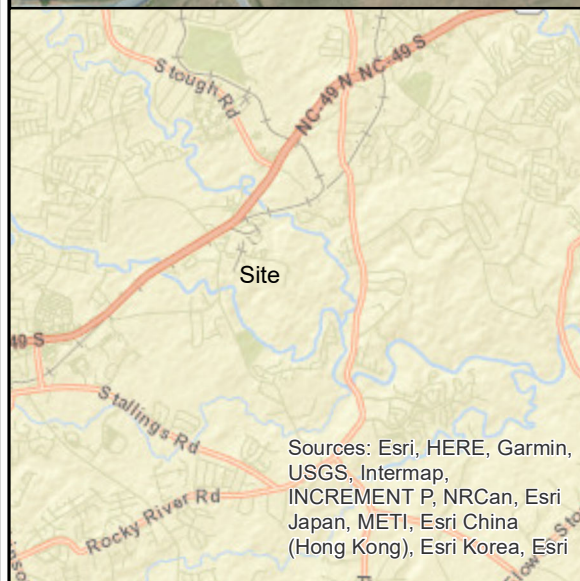 Stough Rd
NC-49 N NC-49 S
Site
49 S
Stallings Rd
Rocky River Rd
Sources: Esri, HERE, Garmin,
USGS, Intermap,
INCREMENT P, NRCan, Esri
Japan, METI, Esri China
(Hong Kong), Esri Korea, Esri